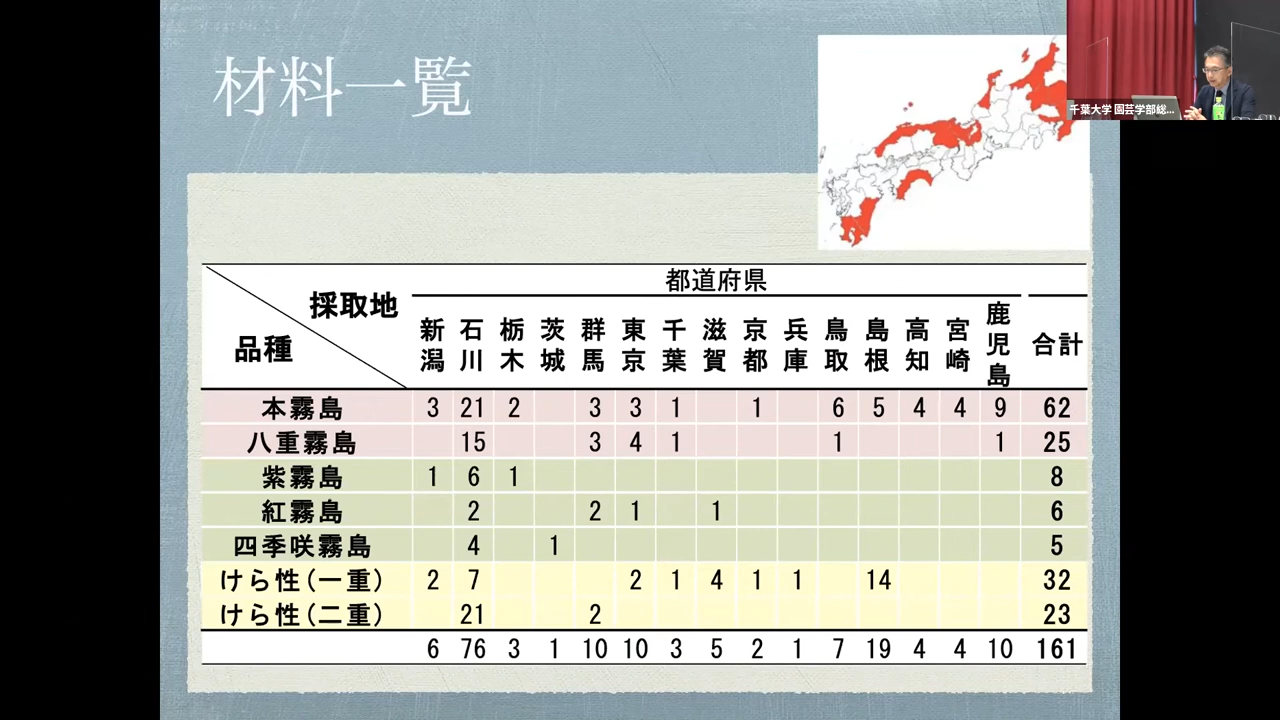 材料一覧
千葉大学 園芸学部総...
都道府県
採取地
品種
新潟 石川 栃木 茨城 群馬 東京 千葉 滋賀 京都 兵庫 鳥取 島根 高知 宮崎 鹿児島 合計
本霧島 3 21 2 3 3 1 1 6 5 4 4 9 62
八重霧島 15 3 4 1 1 1 25
紫霧島 1 6 1 8
紅霧島 2 2 1 1 6
四季咲霧島 4 1 5
けら性(一重) 2 7 2 1 4 1 1 14 32
けら性(二重) 21 2 23
6 76 3 1 10 10 3 5 2 1 7 19 4 4 10 161